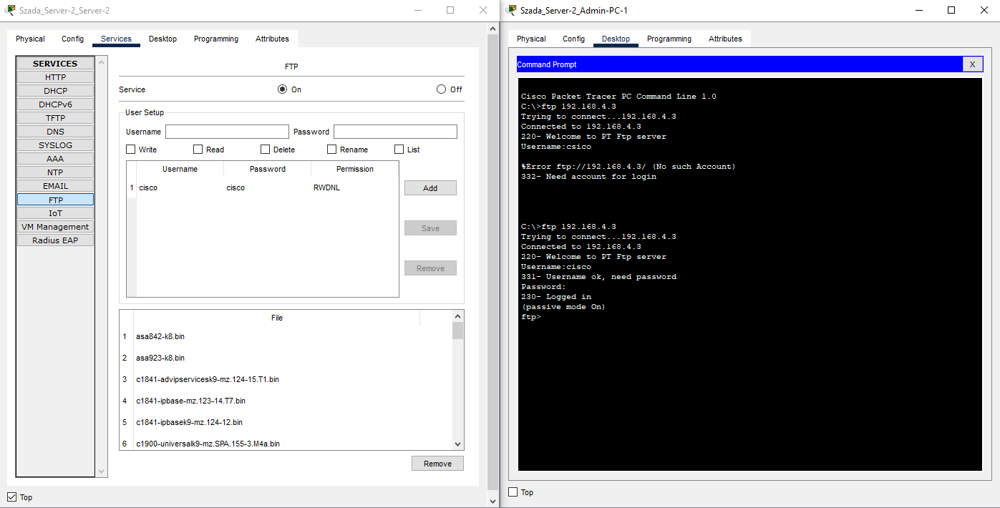 Szada_Server-2_Server-2
Physical Config Services Desktop Programming Attributes
SERVICES
HTTP
DHCP
DHCPv6
TFTP
DNS
SYSLOG
AAA
NTP
EMAIL
FTP
IoT
VM Management
Radius EAP
FTP
Service On Off
User Setup
Username Password
Write Read Delete Rename List
Username Password Permission
1 cisco cisco RWDNL
Add
Save
Remove
File
1 asa842-k8.bin
2 asa923-k8.bin
3 c1841-advipservicesk9-mz.124-15.T1.bin
4 c1841-ipbase-mz.123-14.T7.bin
5 c1841-ipbasek9-mz.124-12.bin
6 c1900-universalk9-mz.SPA.155-3.M4a.bin
Remove
Top
Szada_Server-2_Admin-PC-1
Physical Config Desktop Programming Attributes
Command Prompt X
Cisco Packet Tracer PC Command Line 1.0
C:\>ftp 192.168.4.3
Trying to connect...192.168.4.3
Connected to 192.168.4.3
220- Welcome to PT Ftp server
Username:csico
%Error ftp://192.168.4.3/ (No such Account)
332- Need account for login
C:\>ftp 192.168.4.3
Trying to connect...192.168.4.3
Connected to 192.168.4.3
220- Welcome to PT Ftp server
Username:cisco
331- Username ok, need password
Password:
230- Logged in
(passive mode On)
ftp>
Top